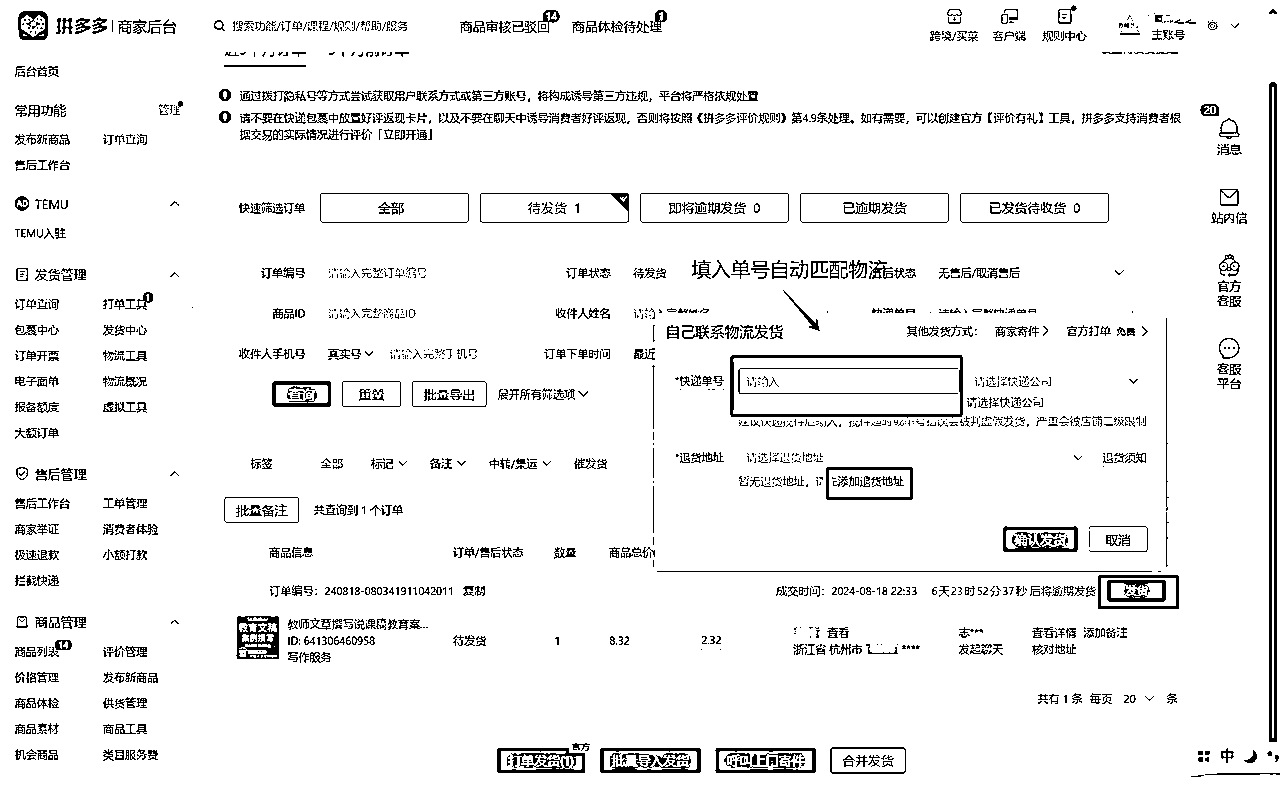 拼多多 | 商家后台
搜索功能/订单/课程/规则/帮助/服务
商品审核已驳回 14
商品体检待处理 1
跨境/买菜
客户端
规则中心
主账号
后台首页
常用功能
管理
发布新商品
订单查询
售后工作台
TEMU
TEMU入驻
发货管理
订单查询
打单工具 1
包裹中心
发货中心
订单开票
物流工具
电子面单
物流概况
报备额度
虚拟工具
大额订单
售后管理
售后工作台
工单管理
商家举证
消费者体验
极速退款
小额打款
拦截快递
商品管理
商品列表 14
评价管理
价格管理
发布新商品
商品体检
供货管理
商品素材
商品工具
机会商品
类目服务费
通过拨打隐私号等方式尝试获取用户联系方式或第三方账号，将构成诱导第三方违规，平台将严格依规处置
请不要在快递包裹中放置好评返现卡片，以及不要在聊天中诱导消费者好评返现，否则将按照《拼多多评价规则》第4.9条处理。如有需要，可以创建官方【评价有礼】工具，拼多多支持消费者根
据交易的实际情况进行评价「立即开通」
快速筛选订单
全部
待发货 1
即将逾期发货 0
已逾期发货
已发货待收货 0
订单编号
请输入完整订单编号
订单状态
待发货
填入单号自动匹配物流
后状态
无售后/取消售后
商品ID
请输入完整商品ID
收件人姓名
收件人手机号
真实号
请输入完整手机号
订单下单时间
最近
查询
重置
批量导出
展开所有筛选项
标签
全部
标记
备注
中转/集运
催发货
批量备注
共查询到 1 个订单
自己联系物流发货
其他发货方式：
商家寄件
官方打单 免费
*快递单号
请输入
请选择快递公司
请选择快递公司
*退货地址
请选择退货地址
退货须知
暂无退货地址，
添加退货地址
确认发货
取消
商品信息
订单/售后状态
数量
商品总价
订单编号：240818-080341911042011 复制
成交时间：2024-08-18 22:33
6天23时52分37秒 后将逾期发货
发货
教师文章撰写说课稿教育案...
ID: 641306460958
写作服务
待发货
1
8.32
2.32
查看
浙江省 杭州市
****
志***
发起聊天
查看详情 添加备注
核对地址
共有 1 条 每页 20 条
打单发货(1)
官方
批量导入发货
呼叫上门寄件
合并发货
20
消息
站内信
官方
客服
客服
平台
中